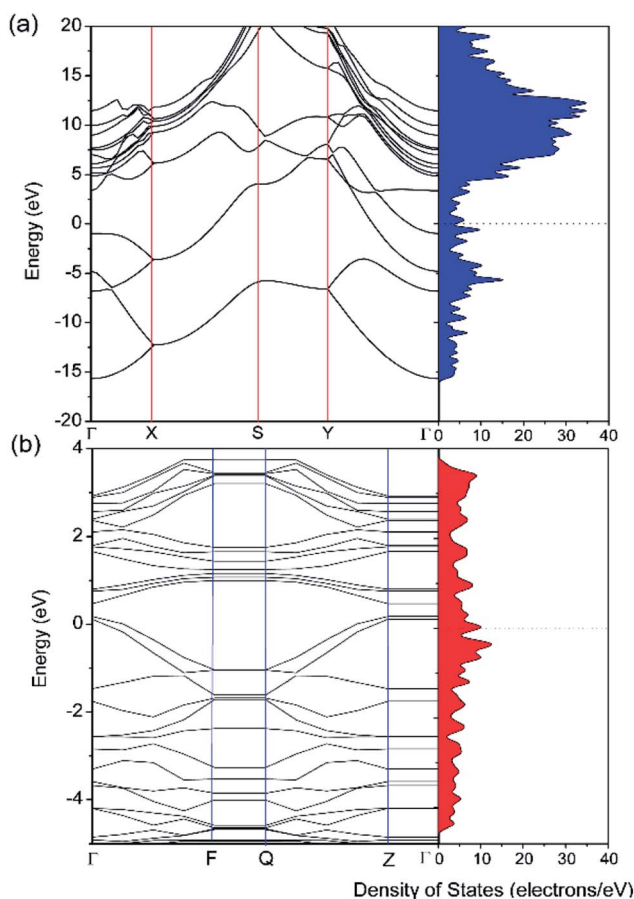 (a)
20
15
10
5
0
-5
-10
-15
-20
Energy (eV)
Γ X S Y Γ 0 10 20 30 40
(b)
4
2
0
-2
-4
Energy (eV)
Γ F Q Z Γ 0 10 20 30 40
Density of States (electrons/eV)